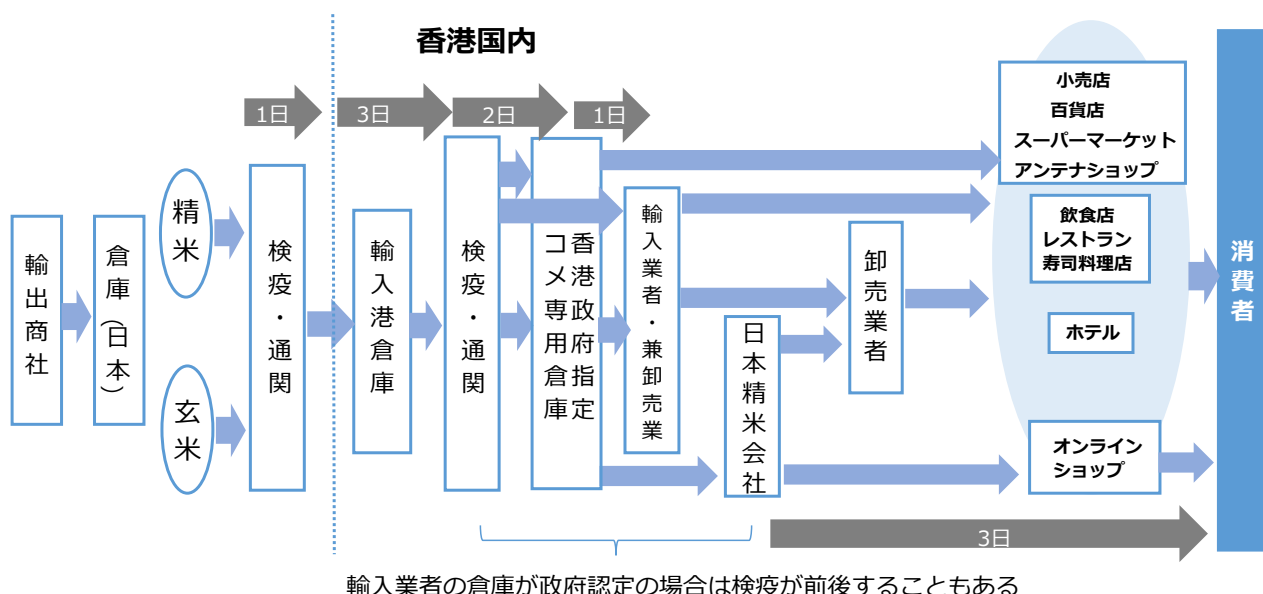 香港国内
1日
3日
2日
1日
輸出商社
倉庫(日本)
精米
玄米
検疫・通関
輸入港倉庫
検疫・通関
香港政府指定
コメ専用倉庫
輸入業者・兼卸売業
日本精米会社
卸売業者
小売店
百貨店
スーパーマーケット
アンテナショップ
飲食店
レストラン
寿司料理店
ホテル
オンライン
ショップ
消費者
3日
輸入業者の倉庫が政府認定の場合は検疫が前後することもある